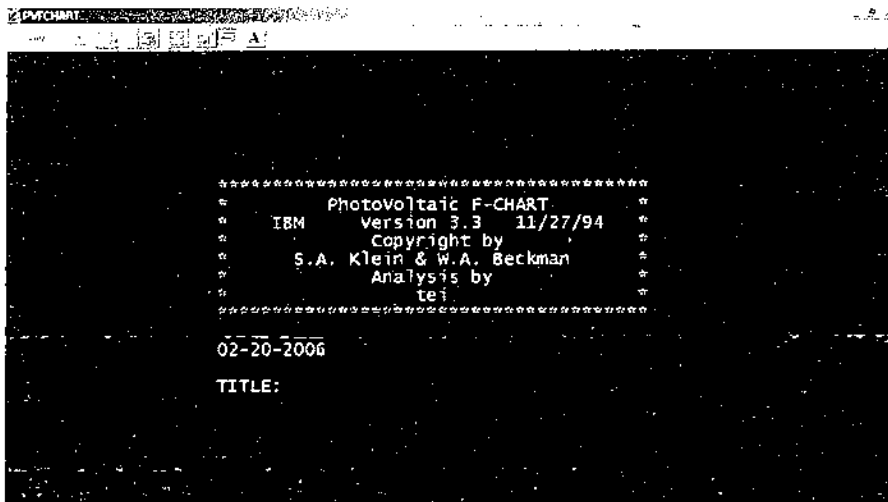 PVFCHART
A
****************************************
* Photovoltaic F-CHART *
* IBM Version 3.3 11/27/94 *
* Copyright by *
* S.A. Klein & W.A. Beckman *
* Analysis by *
* tei *
****************************************
02-20-2006
TITLE: